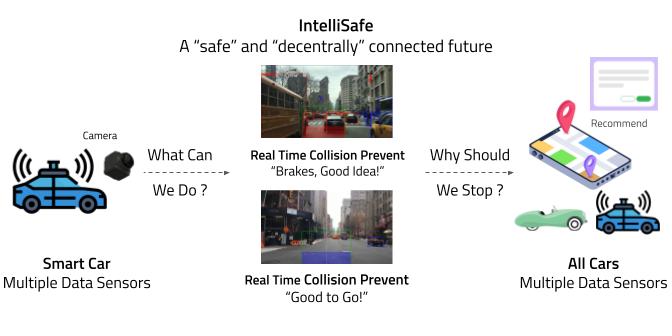 IntelliSafe
A “safe” and “decentrally” connected future
Camera
What Can
We Do ?
Smart Car
Multiple Data Sensors
Real Time Collision Prevent
“Brakes, Good Idea!”
Real Time Collision Prevent
“Good to Go!”
Why Should
We Stop ?
Recommend
All Cars
Multiple Data Sensors